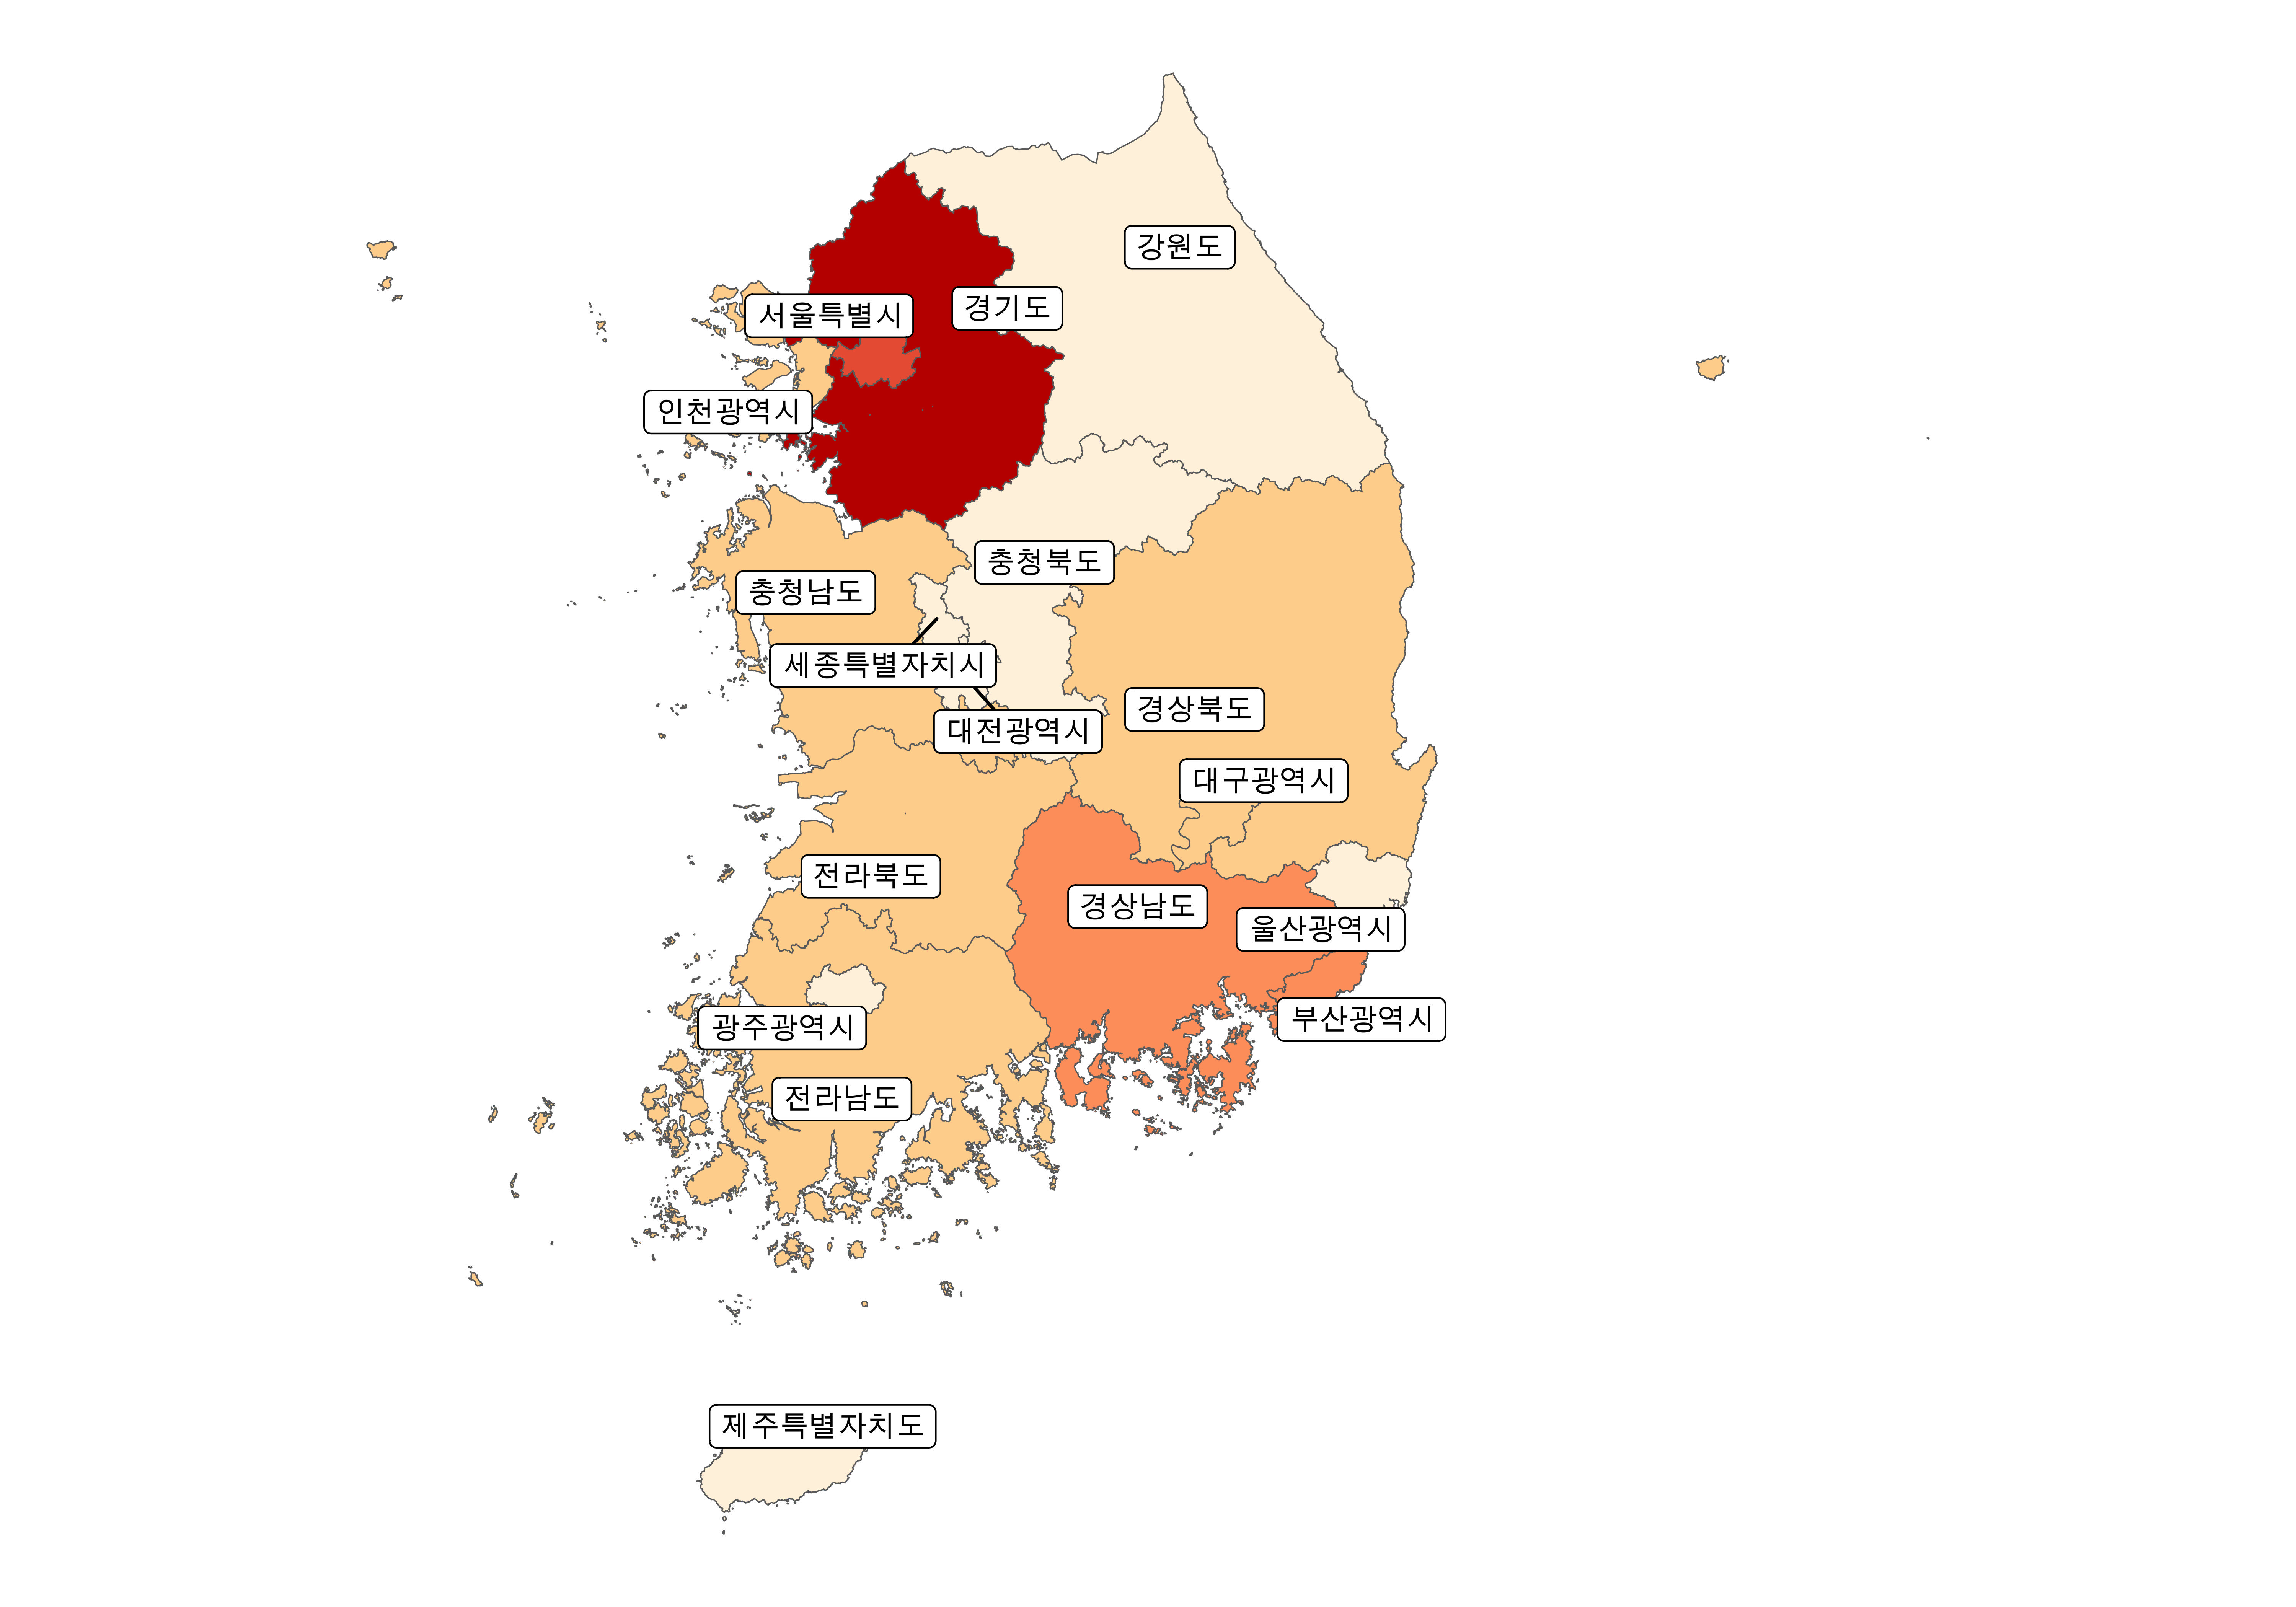 강원도
경기도
서울특별시
인천광역시
충청북도
충청남도
세종특별자치시
경상북도
대전광역시
대구광역시
전라북도
경상남도
울산광역시
부산광역시
광주광역시
전라남도
제주특별자치도